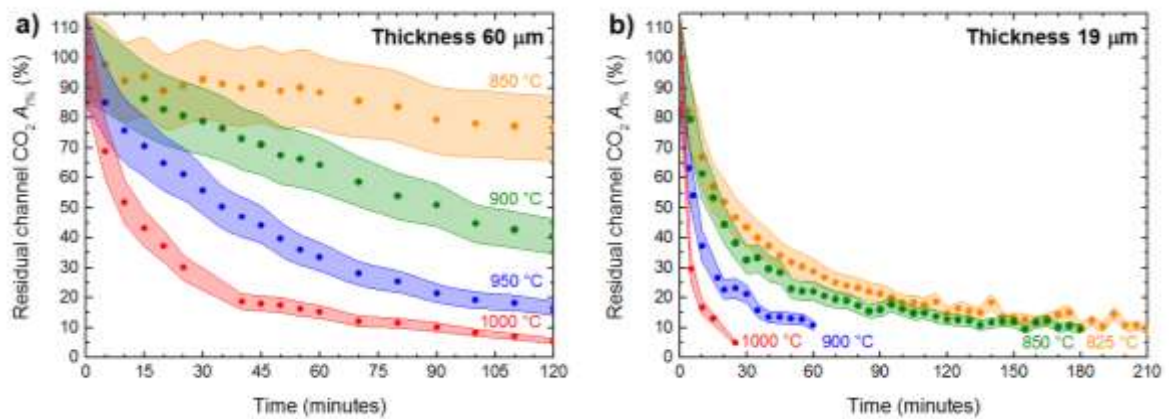 a)
Thickness 60 μm
Residual channel CO₂ A₁% (%)
110
100
90
80
70
60
50
40
30
20
10
0
850 °C
900 °C
950 °C
1000 °C
0 15 30 45 60 75 90 105 120
Time (minutes)
b)
Thickness 19 μm
Residual channel CO₂ A₁% (%)
110
100
90
80
70
60
50
40
30
20
10
0
1000 °C 900 °C 850 °C 825 °C
0 30 60 90 120 150 180 210
Time (minutes)